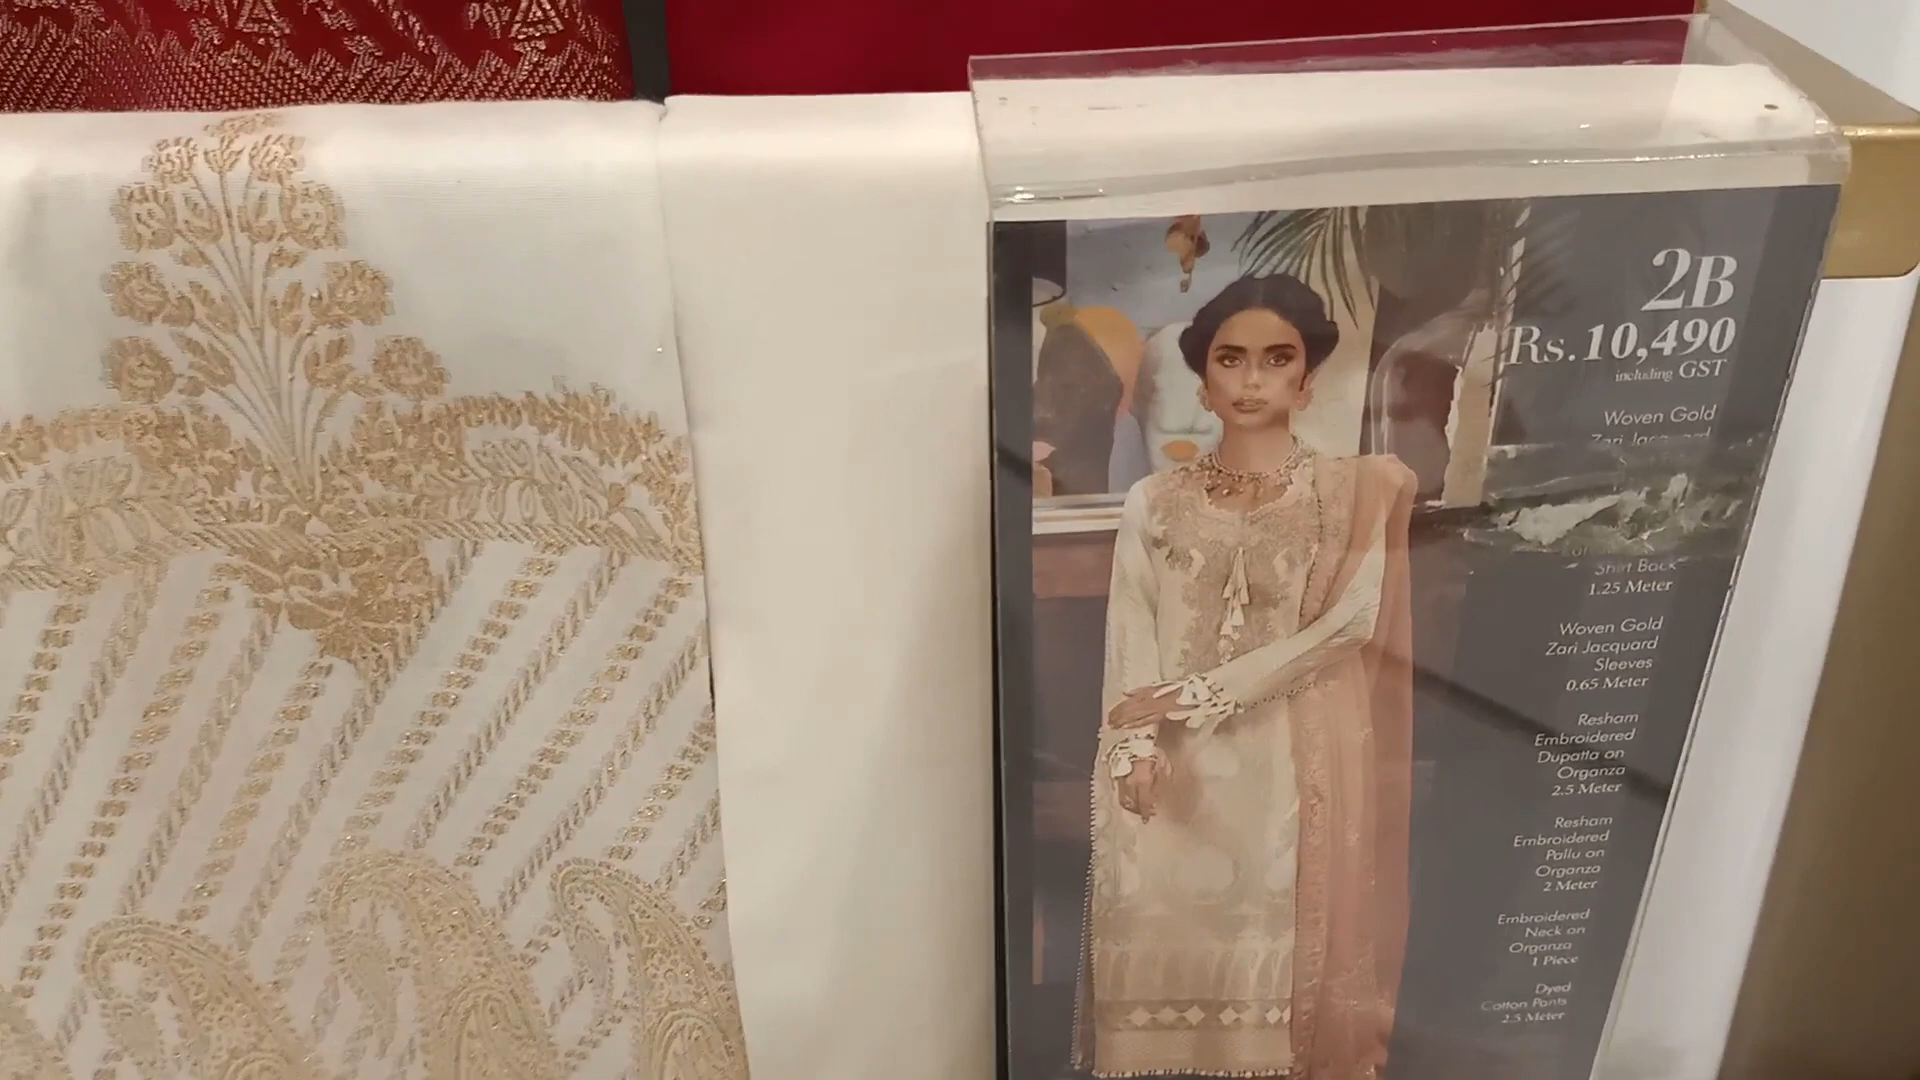 2B
Rs.10,490
including GST
Woven Gold
Zari Jacquard
Shirt Back
1.25 Meter
Woven Gold
Zari Jacquard
Sleeves
0.65 Meter
Resham
Embroidered
Dupatta on
Organza
2.5 Meter
Resham
Embroidered
Pallu on
Organza
2 Meter
Embroidered
Neck on
Organza
1 Piece
Dyed
Cotton Pants
2.5 Meter